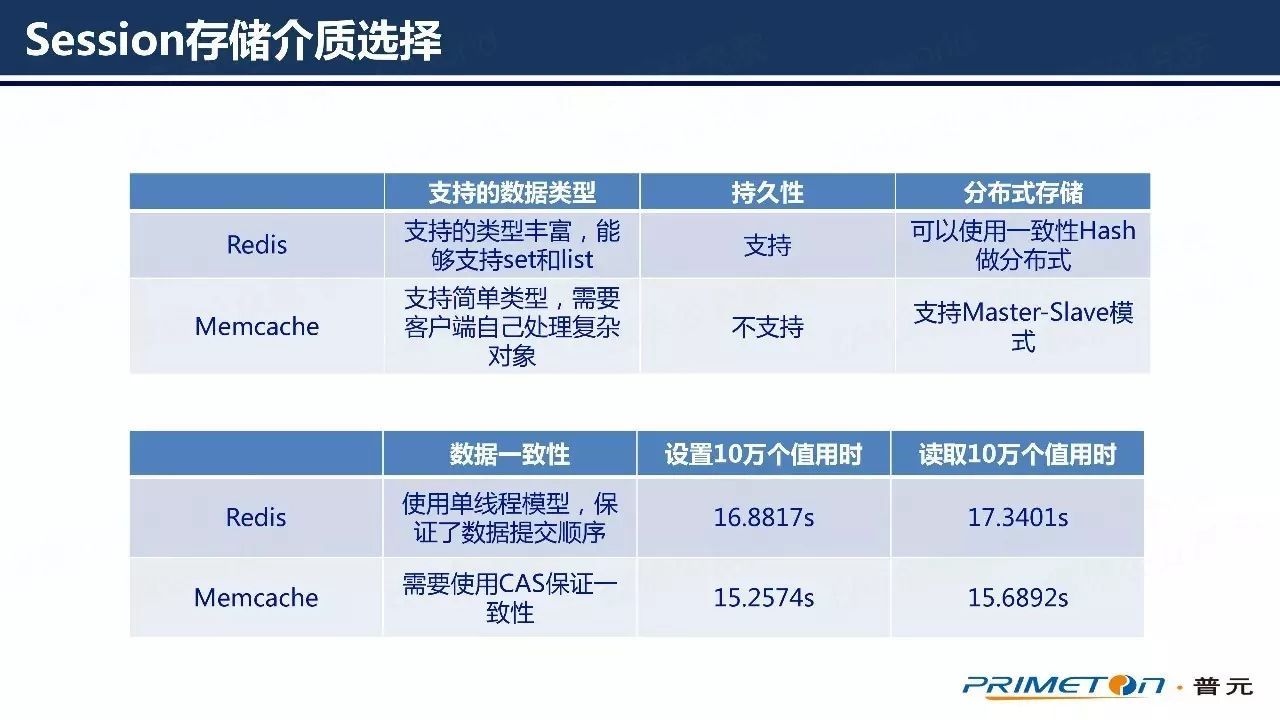 Session存储介质选择
支持的数据类型
持久性
分布式存储
Redis
支持的类型丰富，能
够支持set和list
支持
可以使用一致性Hash
做分布式
Memcache
支持简单类型，需要
客户端自己处理复杂
对象
不支持
支持Master-Slave模
式
数据一致性
设置10万个值用时
读取10万个值用时
Redis
使用单线程模型，保
证了数据提交顺序
16.8817s
17.3401s
Memcache
需要使用CAS保证一
致性
15.2574s
15.6892s
PRIMETON · 普元